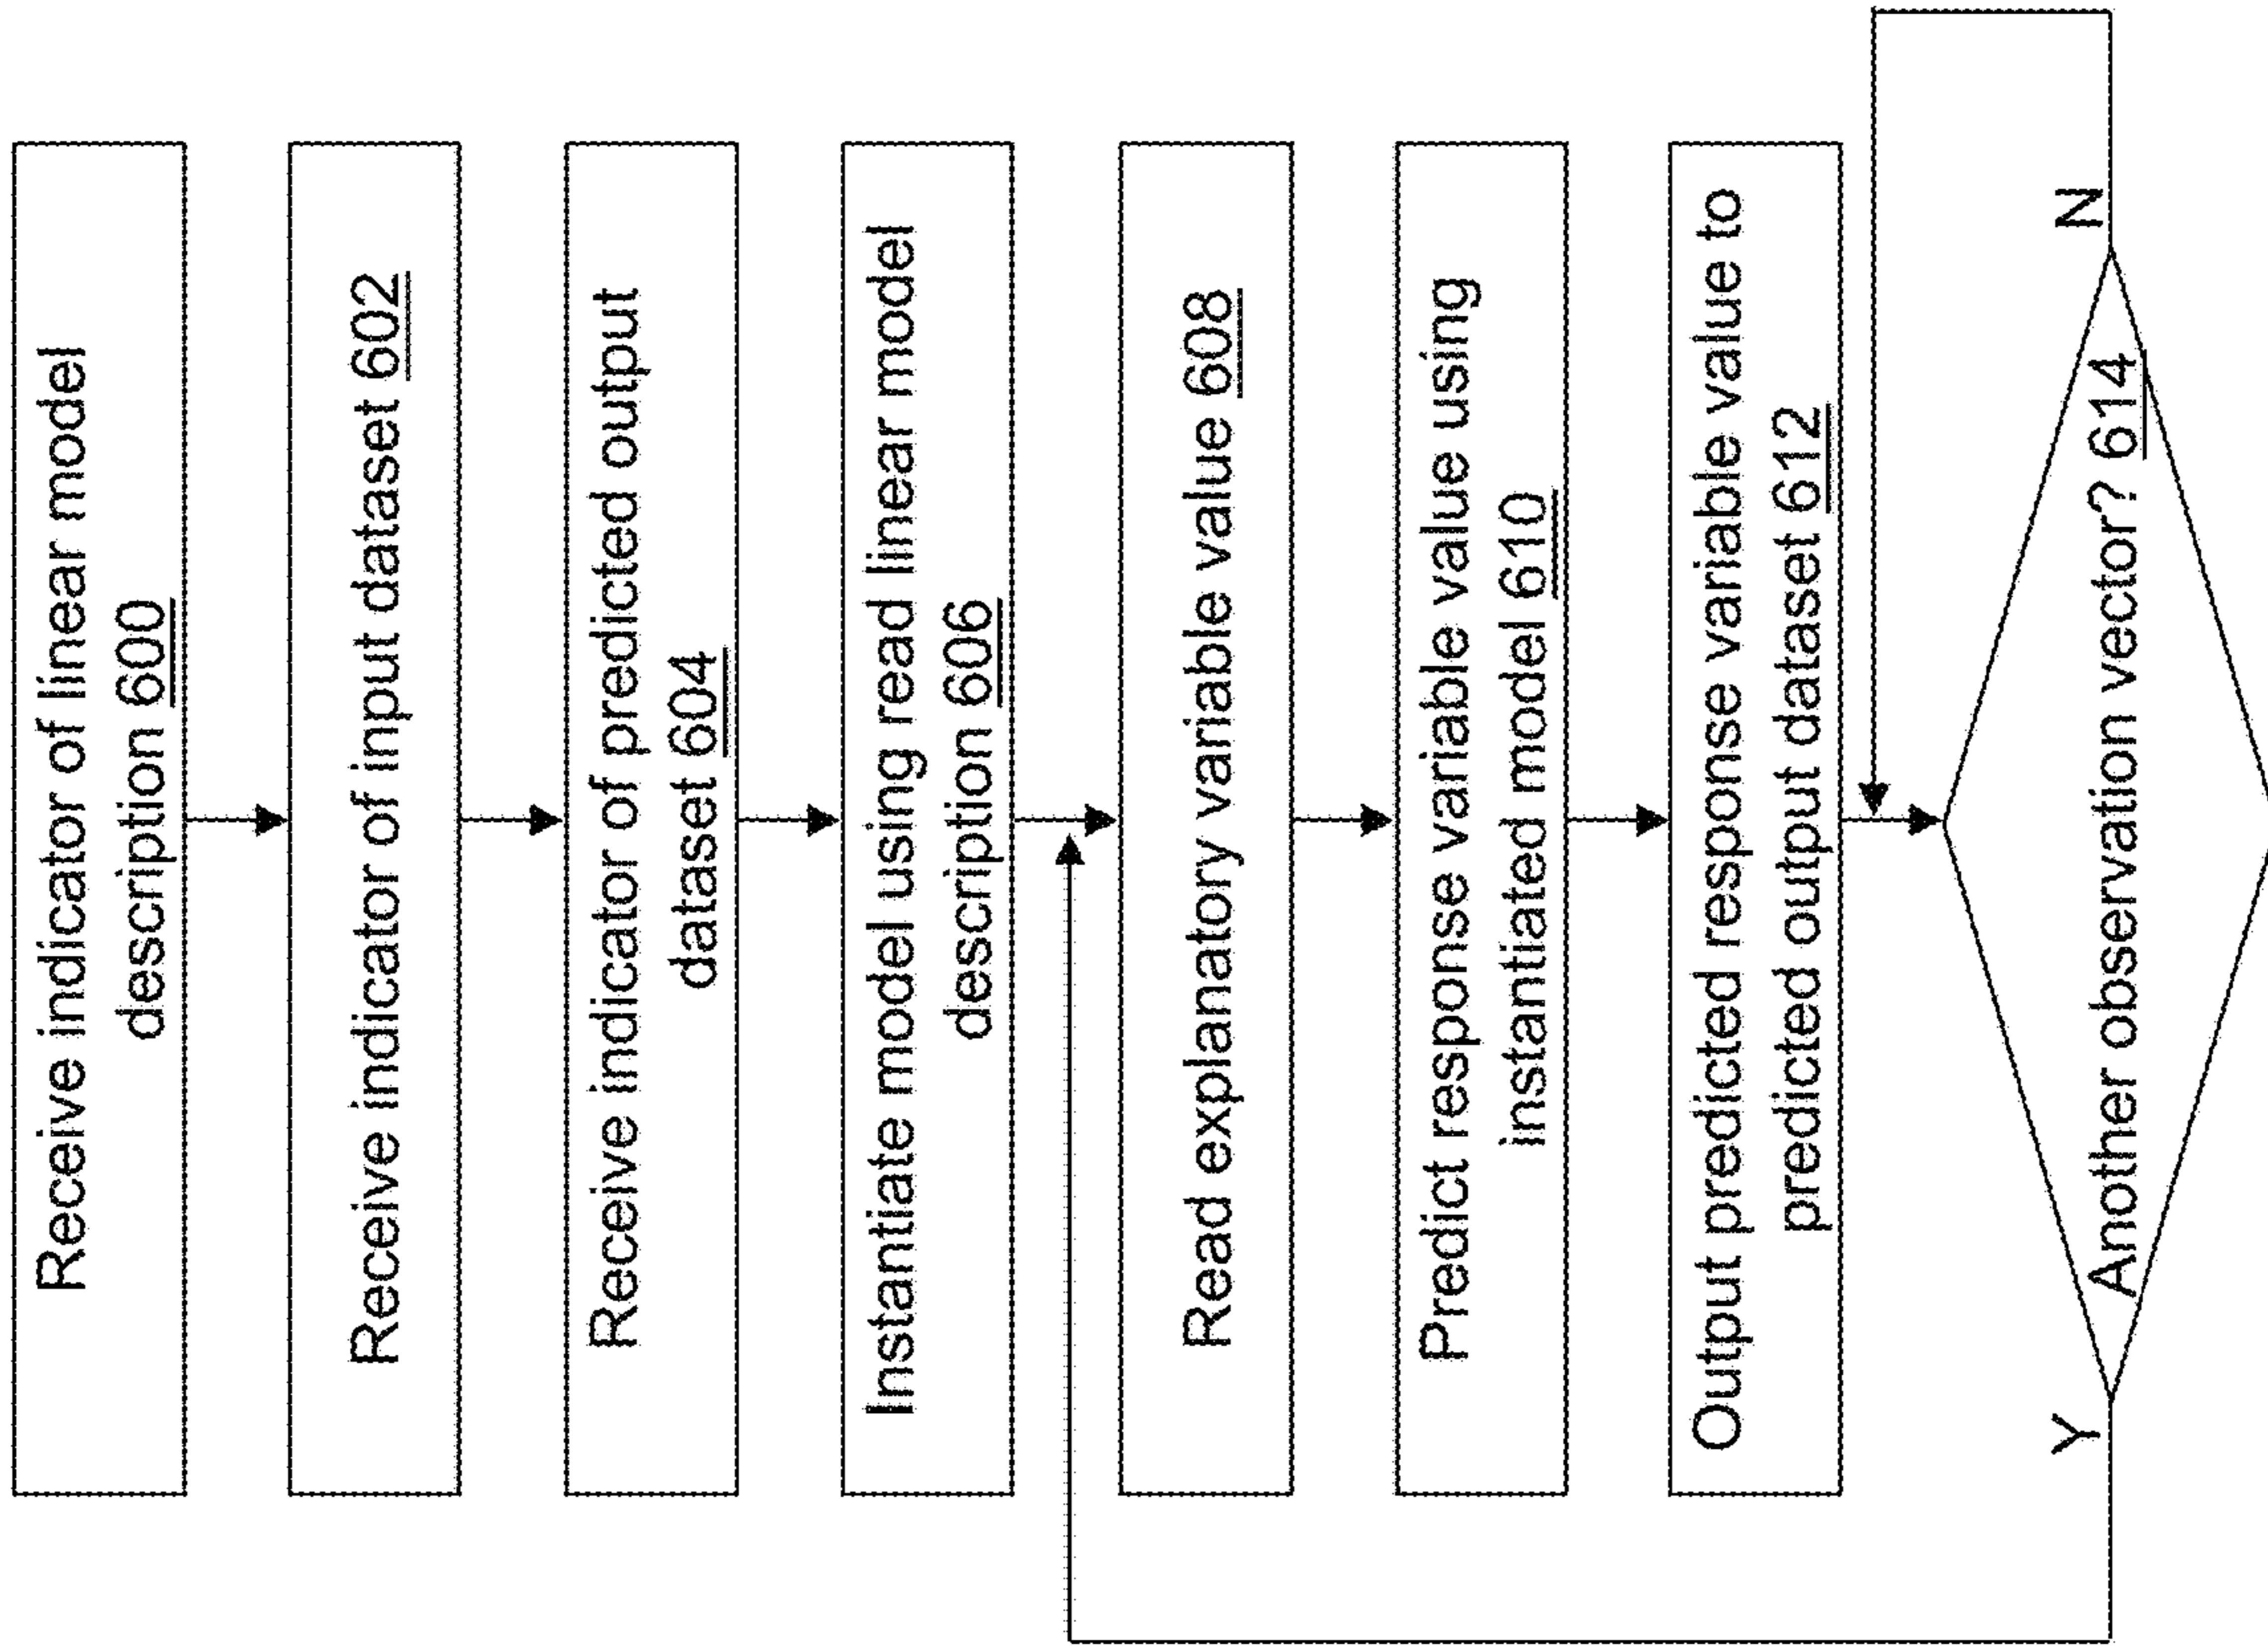 Receive indicator of linear model
description 600
Receive indicator of input dataset 602
Receive indicator of predicted output
dataset 604
Instantiate model using read linear model
description 606
Read explanatory variable value 608
Predict response variable value using
instantiated model 610
Output predicted response variable value to
predicted output dataset 612
Y
Another observation vector? 614
N